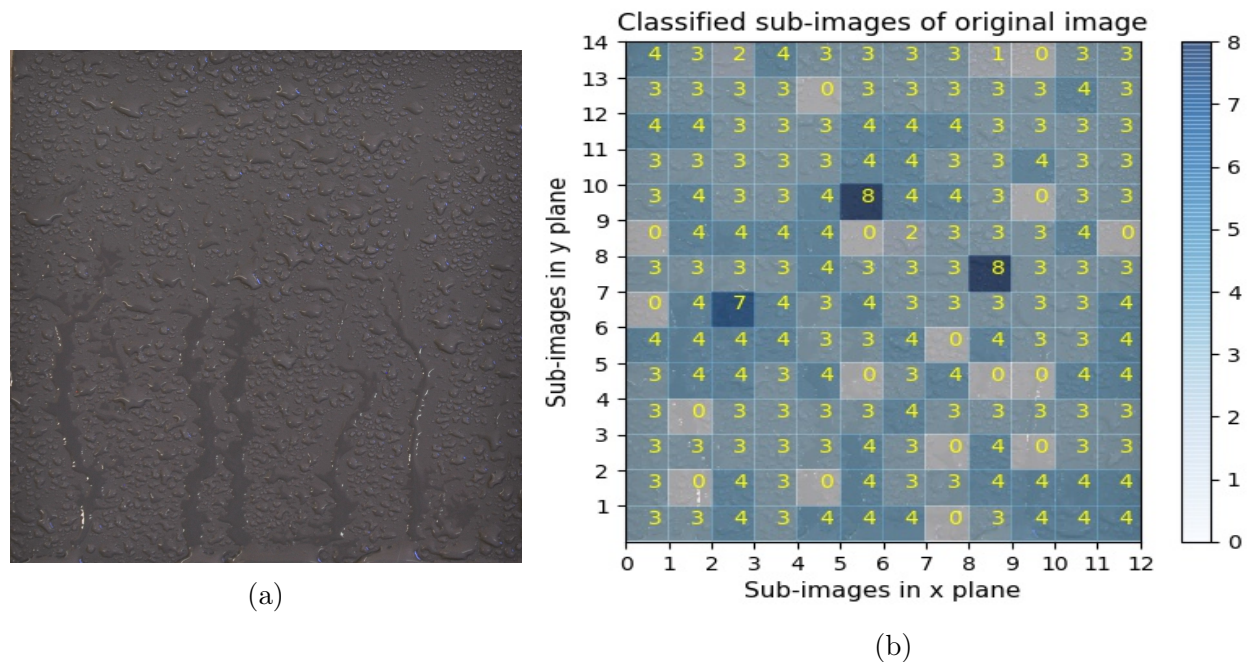 Classified sub-images of original image
14 4 3 2 4 3 3 3 3 1 0 3 3
13 3 3 3 3 0 3 3 3 3 3 4 3
12 4 4 3 3 3 4 4 4 3 3 3 3
11 3 3 3 3 3 4 4 3 3 4 3 3
10 3 4 3 3 4 8 4 4 3 0 3 3
9 0 4 4 4 4 0 2 3 3 3 4 0
8 3 3 3 3 4 3 3 3 8 3 3 3
7 0 4 7 4 3 4 3 3 3 3 3 4
6 4 4 4 4 3 3 4 0 4 3 3 4
5 3 4 4 3 4 0 3 4 0 0 4 4
4 3 0 3 3 3 3 4 3 3 3 3 3
3 3 3 3 3 3 4 3 0 4 0 3 3
2 3 0 4 3 0 4 3 3 4 4 4 4
1 3 3 4 3 4 4 4 0 3 4 4 4
0 1 2 3 4 5 6 7 8 9 10 11 12
Sub-images in x plane
Sub-images in y plane
8
7
6
5
4
3
2
1
0
(a)
(b)